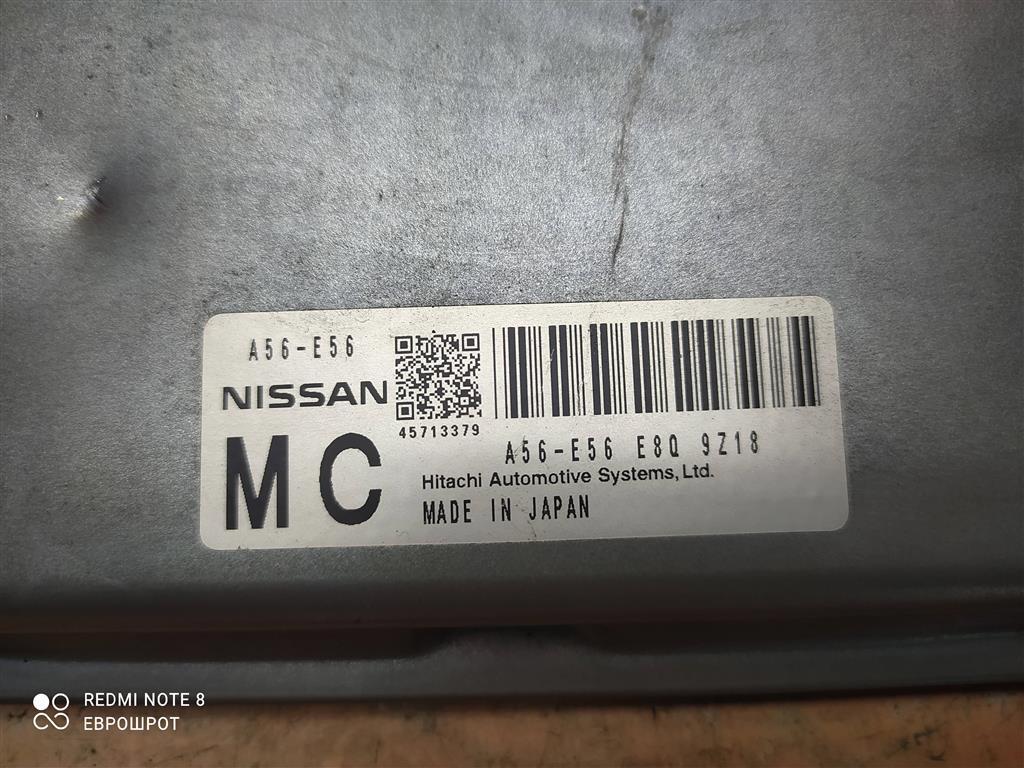 A56-E56
NISSAN
MC
45713379
A56-E56 E8Q 9Z18
Hitachi Automotive Systems, Ltd.
MADE IN JAPAN
REDMI NOTE 8
ЕВРОШРОТ